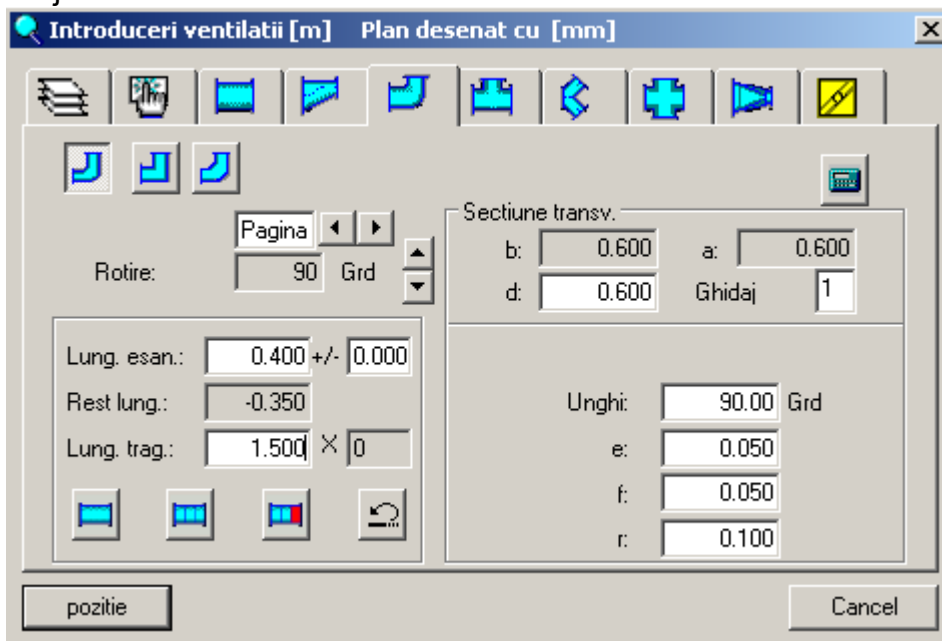 Introduceri ventilatii [m] Plan desenat cu [mm]
Pagina
Rotire: 90 Grd
Sectiune transv.
b: 0.600 a: 0.600
d: 0.600 Ghidaj 1
Lung. esan.: 0.400 +/- 0.000
Rest lung.: -0.350
Lung. trag.: 1.500 X 0
Unghi: 90.00 Grd
e: 0.050
f: 0.050
r: 0.100
pozitie Cancel